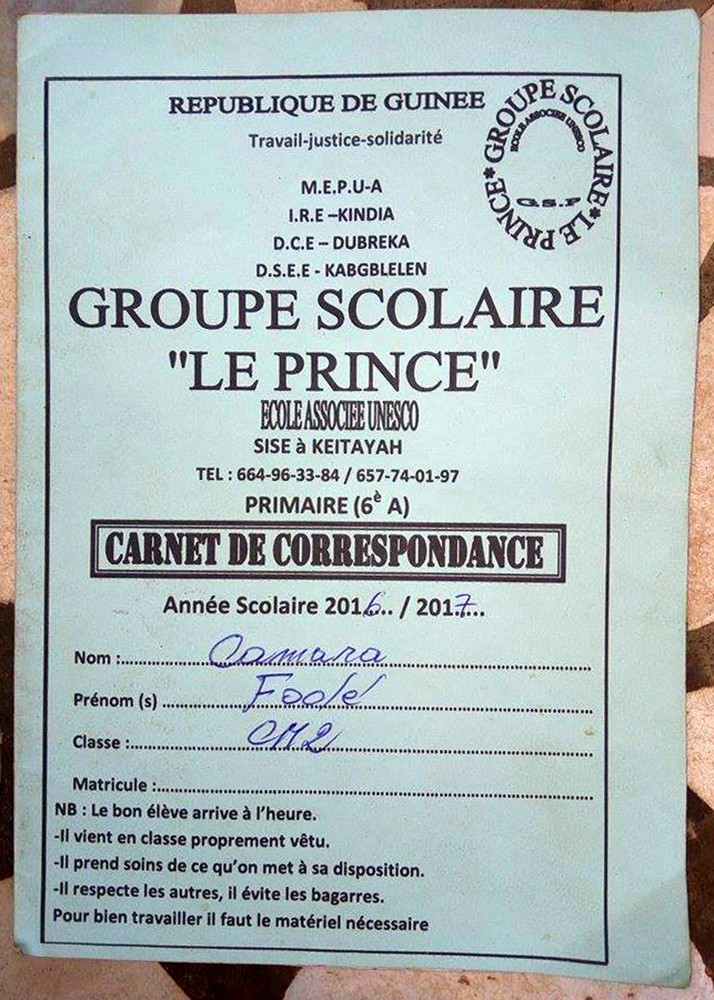 REPUBLIQUE DE GUINEE
Travail-justice-solidarité
GROUPE SCOLAIRE * LE PRINCE *
ECOLE ASSOCIEE UNESCO
G.S.P
M.E.P.U-A
I.R.E –KINDIA
D.C.E – DUBREKA
D.S.E.E - KABGBLELEN
GROUPE SCOLAIRE
"LE PRINCE"
ECOLE ASSOCIEE UNESCO
SISE à KEITAYAH
TEL : 664-96-33-84 / 657-74-01-97
PRIMAIRE (6è A)
CARNET DE CORRESPONDANCE
Année Scolaire 2016.. / 2017...
Nom :.......Camara.......
Prénom (s) .......Fodé.......
Classe :.......CM2.......
Matricule :.......
NB : Le bon élève arrive à l'heure.
-Il vient en classe proprement vêtu.
-Il prend soins de ce qu'on met à sa disposition.
-Il respecte les autres, il évite les bagarres.
Pour bien travailler il faut le matériel nécessaire